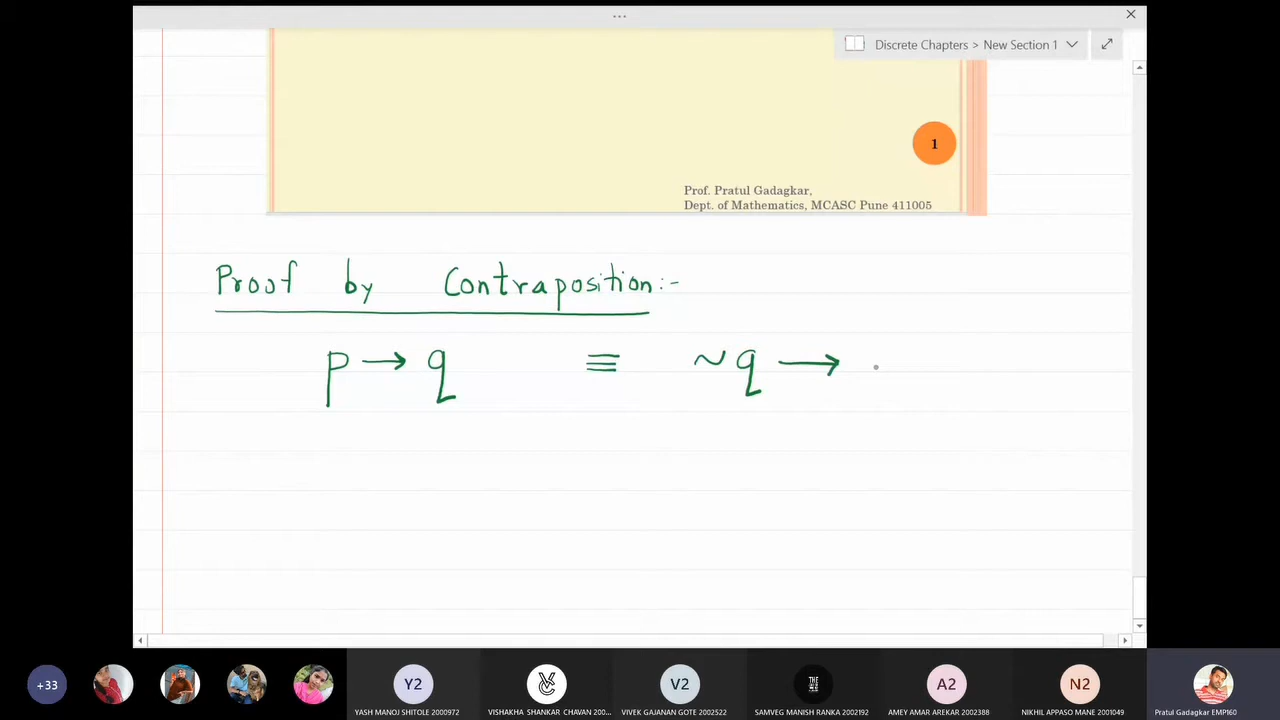 Discrete Chapters > New Section 1
1
Prof. Pratul Gadagkar,
Dept. of Mathematics, MCASC Pune 411005
Proof by Contraposition:-
p → q ≡ ~q →
+33
Y2
V2
THE
A2
N2
YASH MANOJ SHITOLE 2000972
VISHAKHA SHANKAR CHAVAN 200...
VIVEK GAJANAN GOTE 2002522
SAMVEG MANISH RANKA 2002192
AMEY AMAR AREKAR 2002388
NIKHIL APPASO MANE 2001049
Pratul Gadagkar EMP160